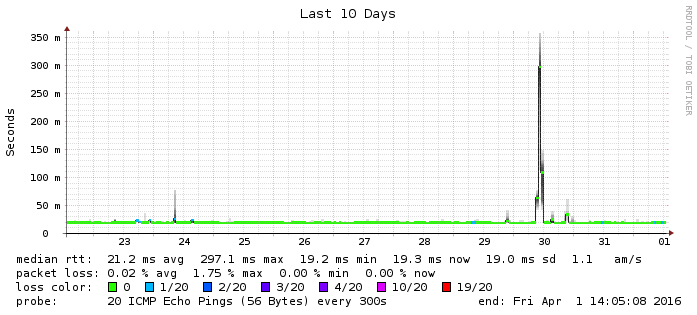 Last 10 Days
RRDTOOL / TOBI OETIKER
Seconds
350 m
300 m
250 m
200 m
150 m
100 m
50 m
0
23 24 25 26 27 28 29 30 31 01
median rtt: 21.2 ms avg 297.1 ms max 19.2 ms min 19.3 ms now 19.0 ms sd 1.1 am/s
packet loss: 0.02 % avg 1.75 % max 0.00 % min 0.00 % now
loss color: 0 1/20 2/20 3/20 4/20 10/20 19/20
probe: 20 ICMP Echo Pings (56 Bytes) every 300s end: Fri Apr 1 14:05:08 2016